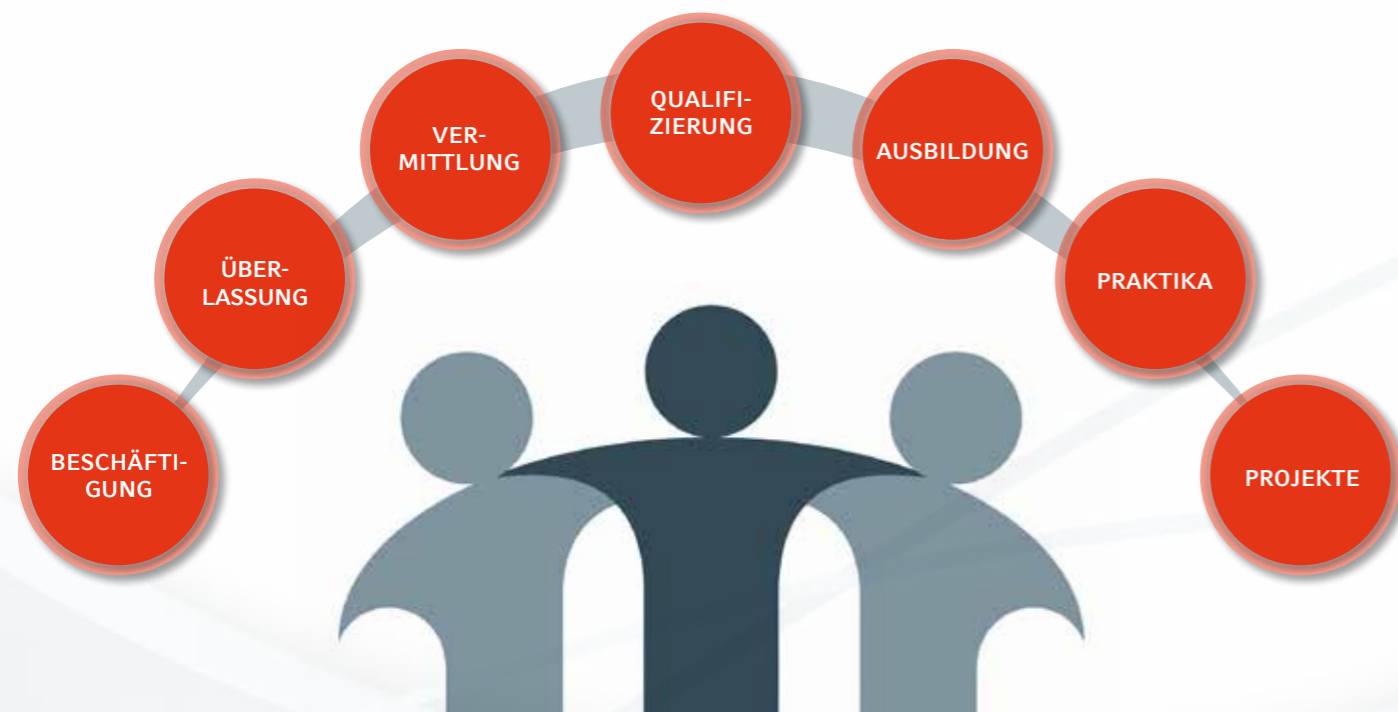 BESCHÄFTI-
GUNG
ÜBER-
LASSUNG
VER-
MITTLUNG
QUALIFI-
ZIERUNG
AUSBILDUNG
PRAKTIKA
PROJEKTE